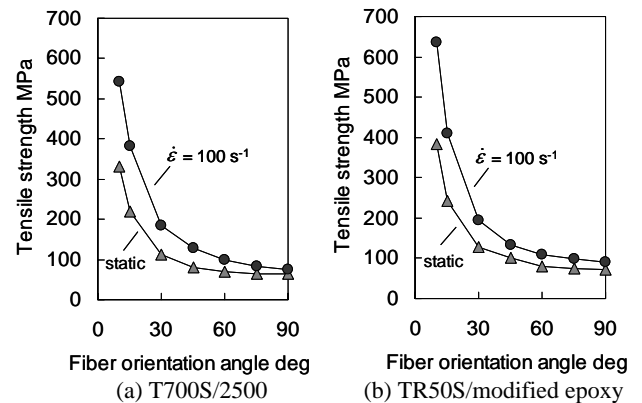 700
600
500
400
300
200
100
0
Tensile strength MPa
ε̇ = 100 s⁻¹
static
0 30 60 90
Fiber orientation angle deg
(a) T700S/2500
700
600
500
400
300
200
100
0
Tensile strength MPa
ε̇ = 100 s⁻¹
static
0 30 60 90
Fiber orientation angle deg
(b) TR50S/modified epoxy